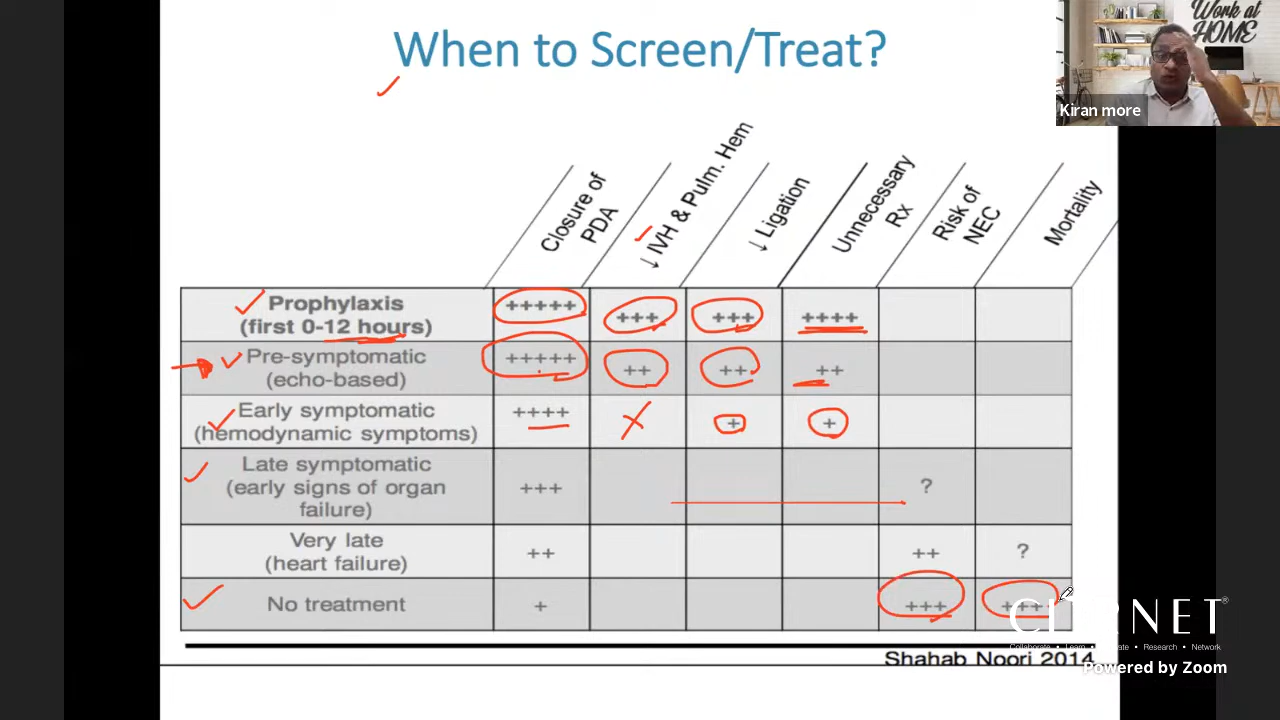 When to Screen/Treat?
Work at
HOME
Kiran more
Closure of
PDA
↓ IVH & Pulm. Hem
↓ Ligation
Unnecessary
Rx
Risk of
NEC
Mortality
Prophylaxis
(first 0-12 hours)
+++++
+++
+++
++++
Pre-symptomatic
(echo-based)
+++++
++
++
++
Early symptomatic
(hemodynamic symptoms)
++++
+
+
Late symptomatic
(early signs of organ
failure)
+++
?
Very late
(heart failure)
++
++
?
No treatment
+
+++
+++
Shahab Noori 2014
Collaborate • Learn • • Research • Network
Powered by Zoom